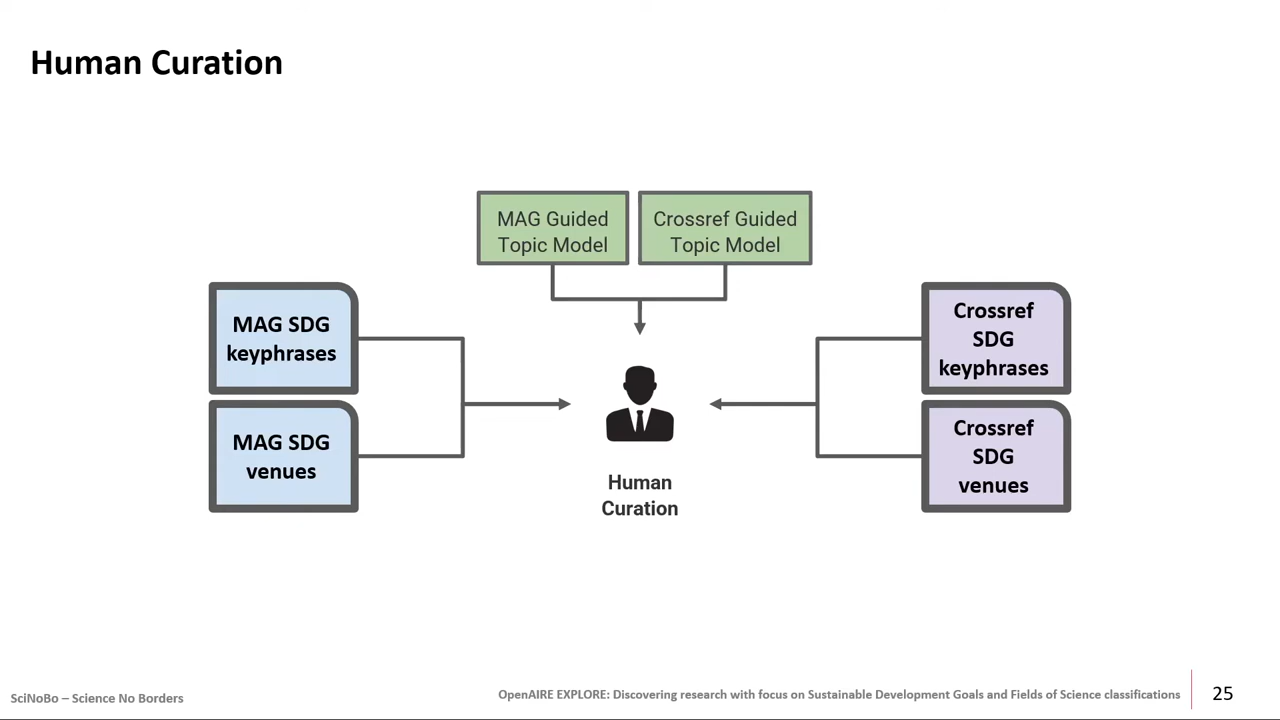 Human Curation
MAG Guided
Topic Model
Crossref Guided
Topic Model
MAG SDG
keyphrases
MAG SDG
venues
Crossref
SDG
keyphrases
Crossref
SDG
venues
Human
Curation
SciNoBo – Science No Borders
OpenAIRE EXPLORE: Discovering research with focus on Sustainable Development Goals and Fields of Science classifications
25